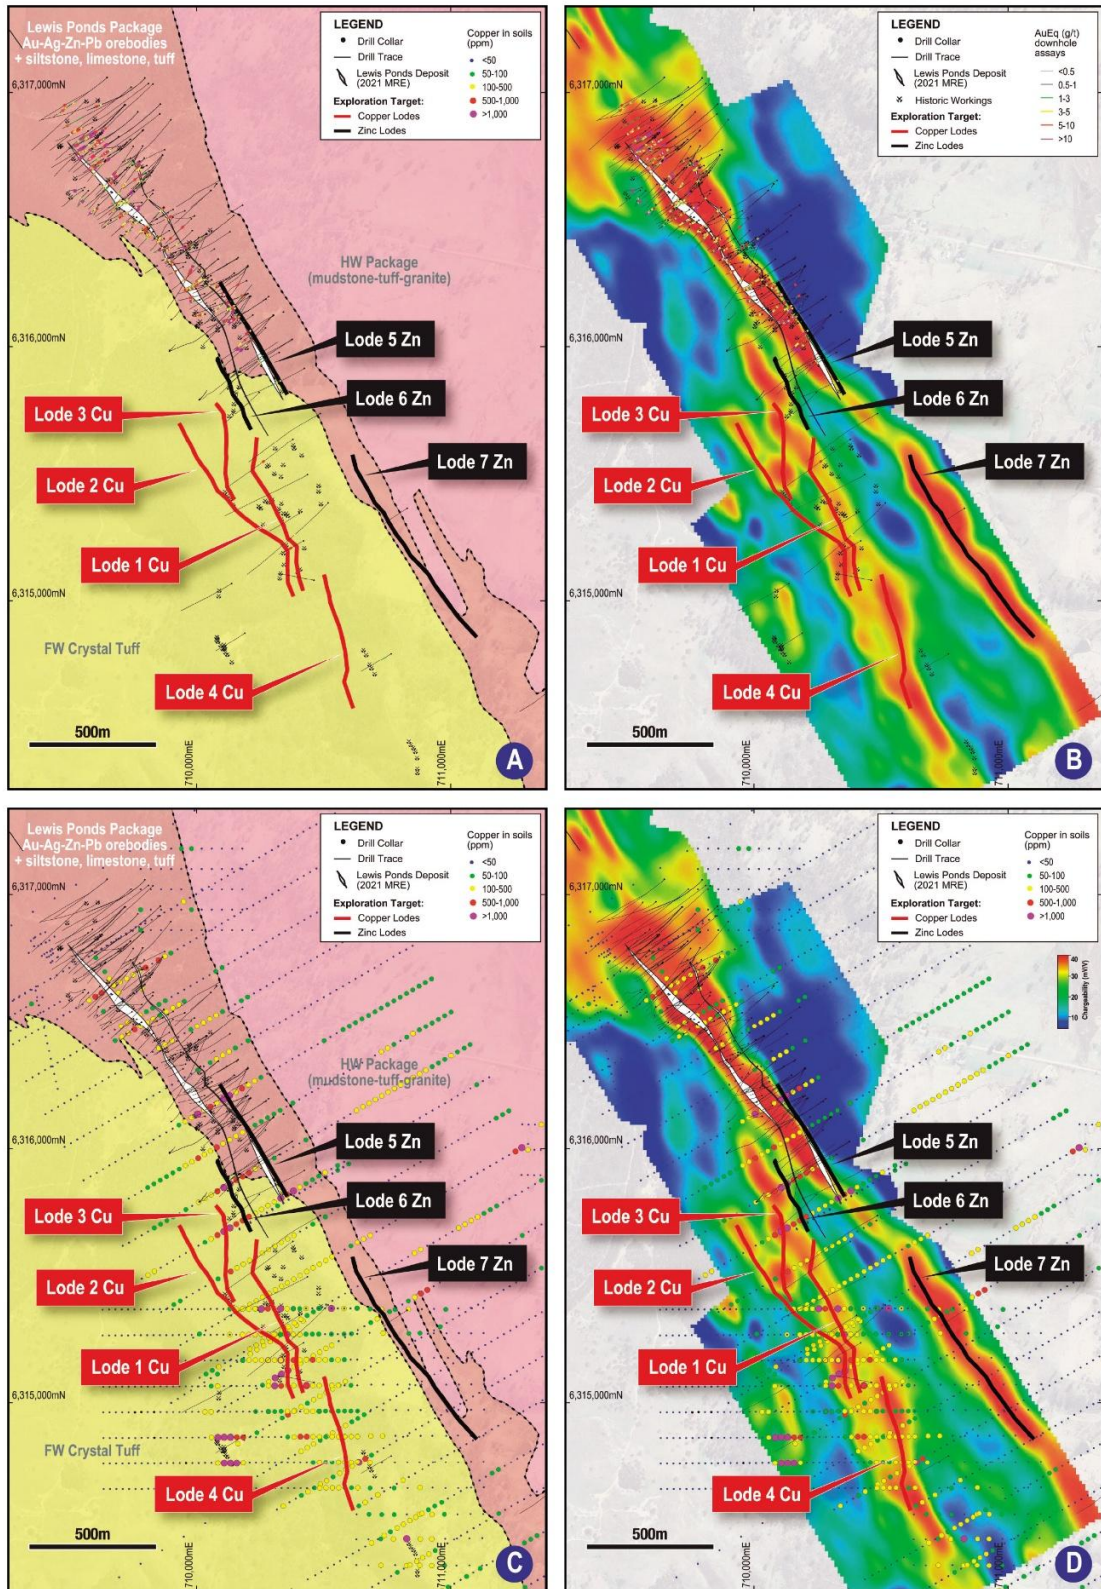 Lewis Ponds Package
Au-Ag-Zn-Pb orebodies
+ siltstone, limestone, tuff
LEGEND
Drill Collar
Drill Trace
Lewis Ponds Deposit
(2021 MRE)
Exploration Target:
Copper Lodes
Zinc Lodes
Copper in soils
(ppm)
<50
50-100
100-500
500-1,000
>1,000
6,317,000mN
HW Package
(mudstone-tuff-granite)
6,316,000mN
Lode 5 Zn
Lode 6 Zn
Lode 3 Cu
Lode 7 Zn
Lode 2 Cu
Lode 1 Cu
6,315,000mN
FW Crystal Tuff
Lode 4 Cu
500m
710,000mE
711,000mE
A
LEGEND
Drill Collar
Drill Trace
Lewis Ponds Deposit
(2021 MRE)
Historic Workings
Exploration Target:
Copper Lodes
Zinc Lodes
AuEq (g/t)
downhole
assays
<0.5
0.5-1
1-3
3-5
5-10
>10
6,317,000mN
6,316,000mN
Lode 5 Zn
Lode 6 Zn
Lode 3 Cu
Lode 7 Zn
Lode 2 Cu
Lode 1 Cu
6,315,000mN
Lode 4 Cu
500m
710,000mE
711,000mE
B
Lewis Ponds Package
Au-Ag-Zn-Pb orebodies
+ siltstone, limestone, tuff
LEGEND
Drill Collar
Drill Trace
Lewis Ponds Deposit
(2021 MRE)
Exploration Target:
Copper Lodes
Zinc Lodes
Copper in soils
(ppm)
<50
50-100
100-500
500-1,000
>1,000
6,317,000mN
HW Package
(mudstone-tuff-granite)
6,316,000mN
Lode 5 Zn
Lode 6 Zn
Lode 3 Cu
Lode 7 Zn
Lode 2 Cu
Lode 1 Cu
6,315,000mN
FW Crystal Tuff
Lode 4 Cu
500m
710,000mE
711,000mE
C
LEGEND
Drill Collar
Drill Trace
Lewis Ponds Deposit
(2021 MRE)
Exploration Target:
Copper Lodes
Zinc Lodes
Copper in soils
(ppm)
<50
50-100
100-500
500-1,000
>1,000
40
30
20
10
Chargeability (mV/V)
6,317,000mN
6,316,000mN
Lode 5 Zn
Lode 6 Zn
Lode 3 Cu
Lode 7 Zn
Lode 2 Cu
Lode 1 Cu
6,315,000mN
Lode 4 Cu
500m
710,000mE
711,000mE
D